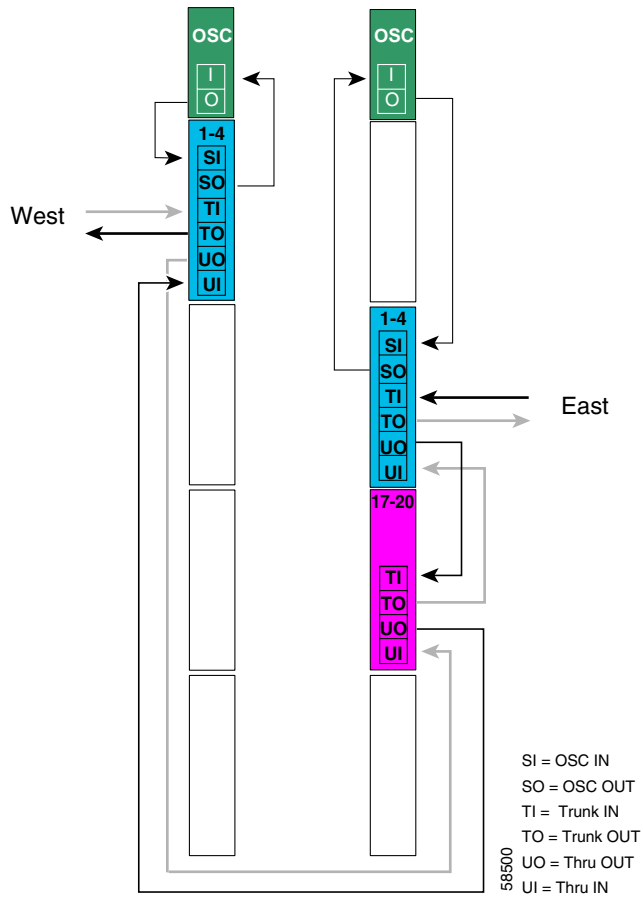 OSC
I
O
1-4
SI
SO
TI
TO
UO
UI
West
OSC
I
O
1-4
SI
SO
TI
TO
UO
UI
East
17-20
TI
TO
UO
UI
SI = OSC IN
SO = OSC OUT
TI = Trunk IN
TO = Trunk OUT
UO = Thru OUT
UI = Thru IN
58500